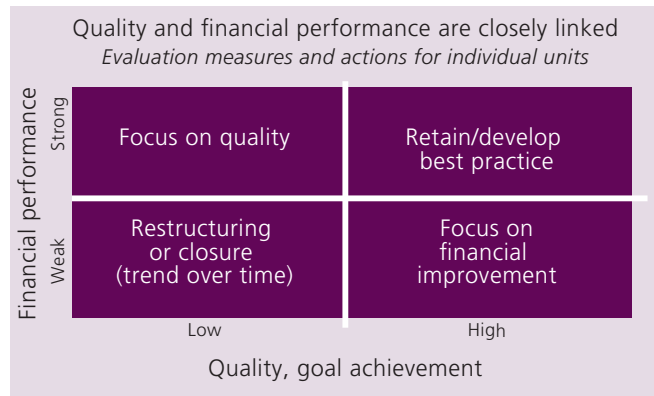 Quality and financial performance are closely linked
Evaluation measures and actions for individual units
Financial performance
Strong
Weak
Focus on quality
Retain/develop
best practice
Restructuring
or closure
(trend over time)
Focus on
financial
improvement
Low
High
Quality, goal achievement